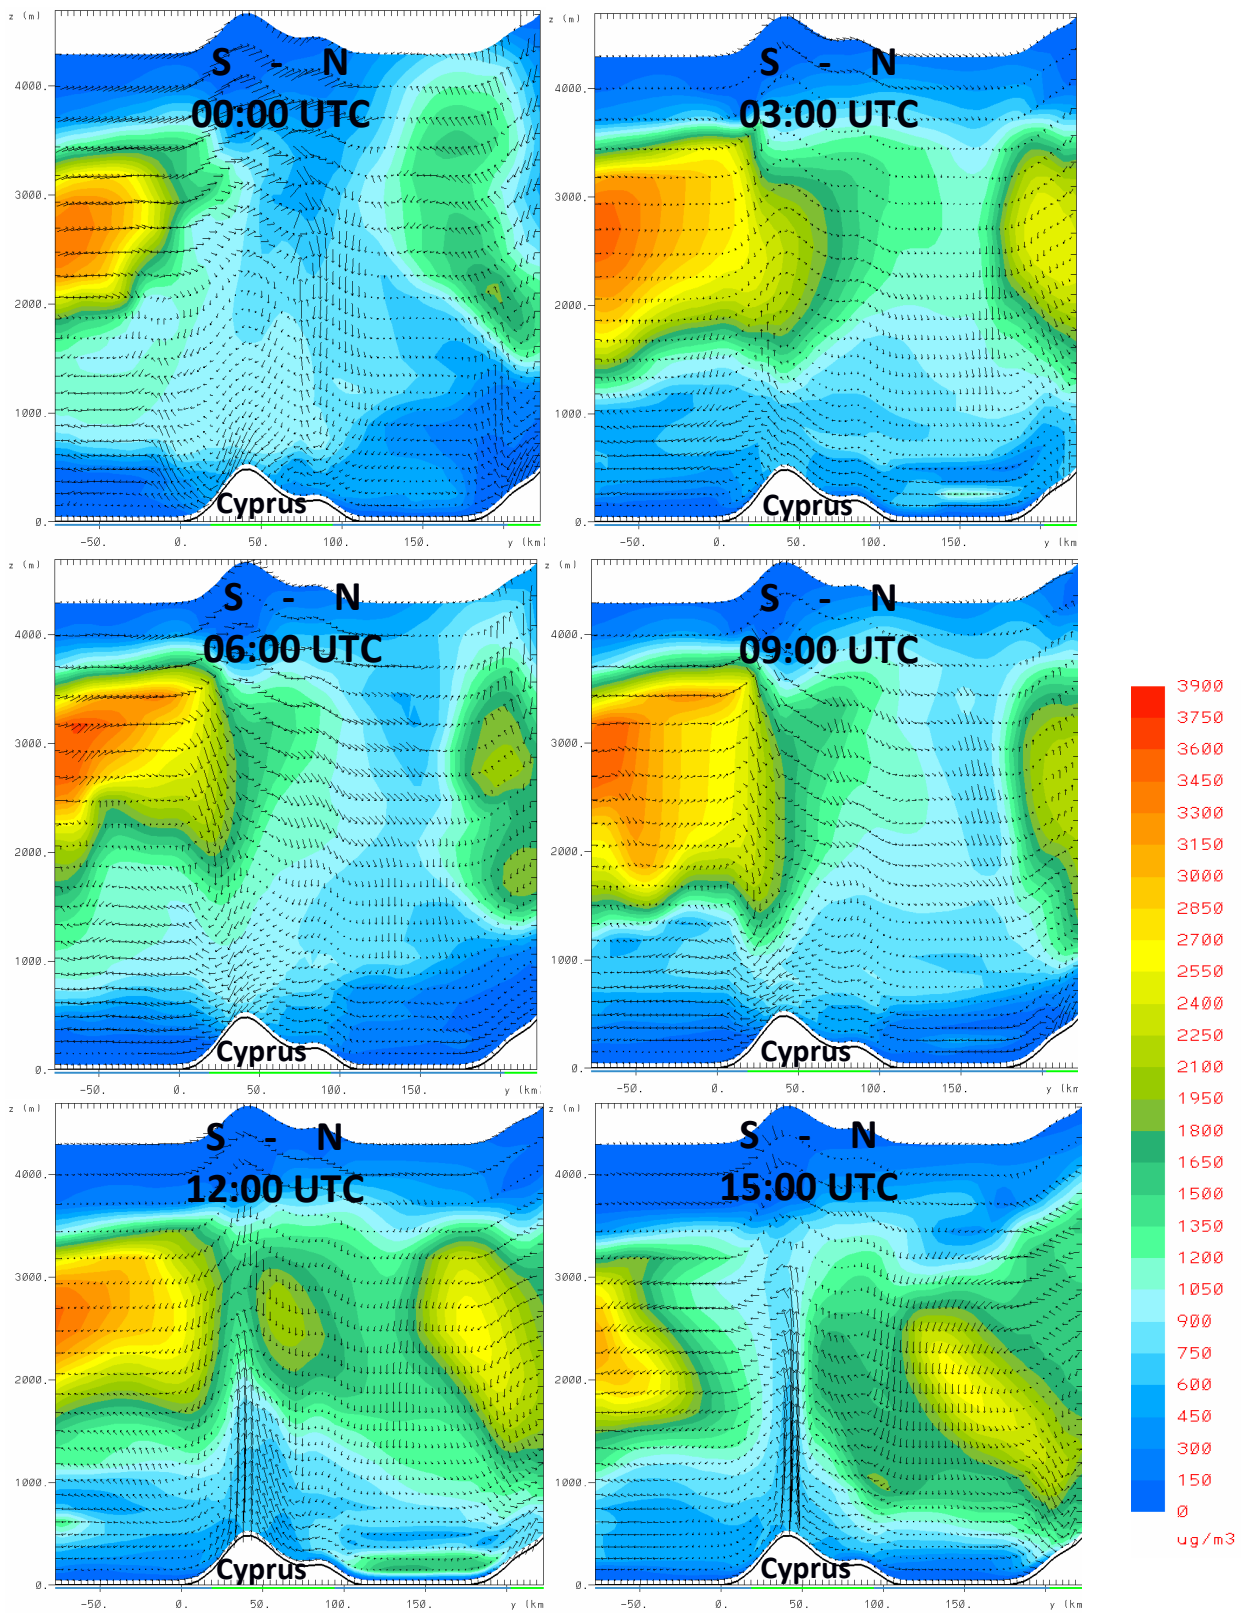 z (m)
S - N
00:00 UTC
4000.
3000.
2000.
1000.
0.
Cyprus
-50. 0. 50. 100. 150. y (km
z (m)
S - N
03:00 UTC
4000.
3000.
2000.
1000.
0.
Cyprus
-50. 0. 50. 100. 150. y (km
z (m)
S - N
06:00 UTC
4000.
3000.
2000.
1000.
0.
Cyprus
-50. 0. 50. 100. 150. y (km
z (m)
S - N
09:00 UTC
4000.
3000.
2000.
1000.
0.
Cyprus
-50. 0. 50. 100. 150. y (km
3900
3750
3600
3450
3300
3150
3000
2850
2700
2550
2400
2250
2100
1950
1800
1650
1500
1350
1200
1050
900
750
600
450
300
150
0
ug/m3
z (m)
S - N
12:00 UTC
4000.
3000.
2000.
1000.
0.
Cyprus
-50. 0. 50. 100. 150. y (km
z (m)
S - N
15:00 UTC
4000.
3000.
2000.
1000.
0.
Cyprus
-50. 0. 50. 100. 150. y (km